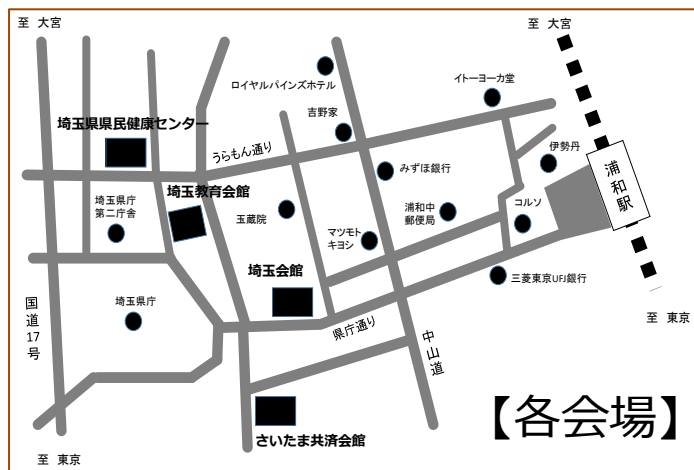 至 大宮
至 大宮
ロイヤルパインズホテル
イトーヨーカ堂
吉野家
埼玉県県民健康センター
うらもん通り
伊勢丹
みずほ銀行
浦和駅
埼玉教育会館
埼玉県庁
第二庁舎
玉蔵院
浦和中
郵便局
コルソ
マツモト
キヨシ
埼玉会館
三菱東京UFJ銀行
国道17号
埼玉県庁
県庁通り
中山道
至 東京
さいたま共済会館
【各会場】
至 東京